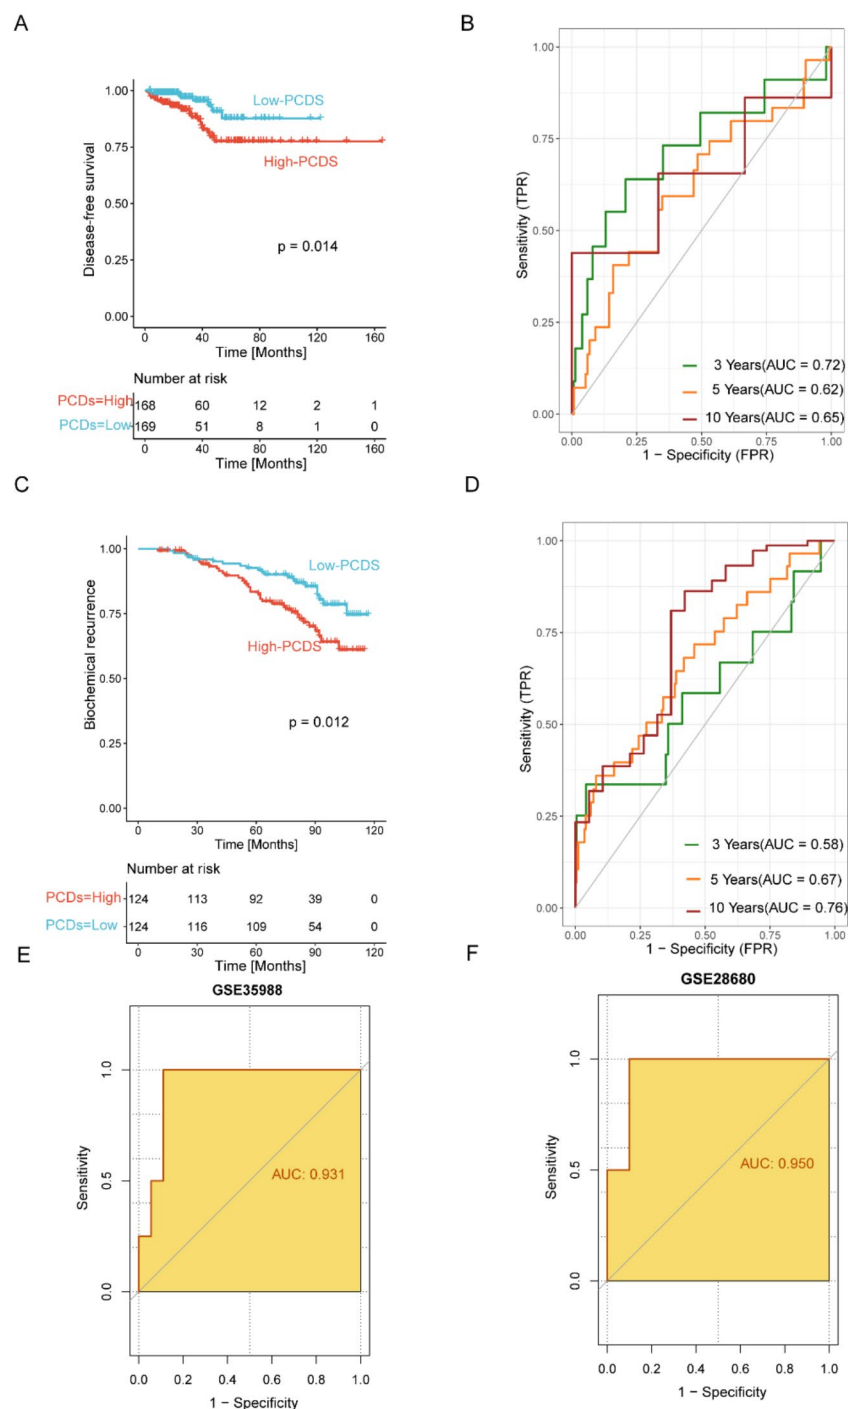 A
Disease-free survival
1.00
0.75
0.50
0.25
0.00
Low-PCDS
High-PCDS
p = 0.014
0 40 80 120 160
Time [Months]
Number at risk
PCDs=High 168 60 12 2 1
PCDs=Low 169 51 8 1 0
0 40 80 120 160
Time [Months]
B
Sensitivity (TPR)
1.00
0.75
0.50
0.25
0.00
3 Years(AUC = 0.72)
5 Years(AUC = 0.62)
10 Years(AUC = 0.65)
0.00 0.25 0.50 0.75 1.00
1 − Specificity (FPR)
C
Biochemical recurrence
1.00
0.75
0.50
0.25
0.00
Low-PCDS
High-PCDS
p = 0.012
0 30 60 90 120
Time [Months]
Number at risk
PCDs=High 124 113 92 39 0
PCDs=Low 124 116 109 54 0
0 30 60 90 120
Time [Months]
D
Sensitivity (TPR)
1.00
0.75
0.50
0.25
0.00
3 Years(AUC = 0.58)
5 Years(AUC = 0.67)
10 Years(AUC = 0.76)
0.00 0.25 0.50 0.75 1.00
1 − Specificity (FPR)
E
GSE35988
Sensitivity
1.0
0.5
0.0
AUC: 0.931
0.0 0.2 0.4 0.6 0.8 1.0
1 − Specificity
F
GSE28680
Sensitivity
1.0
0.5
0.0
AUC: 0.950
0.0 0.2 0.4 0.6 0.8 1.0
1 − Specificity